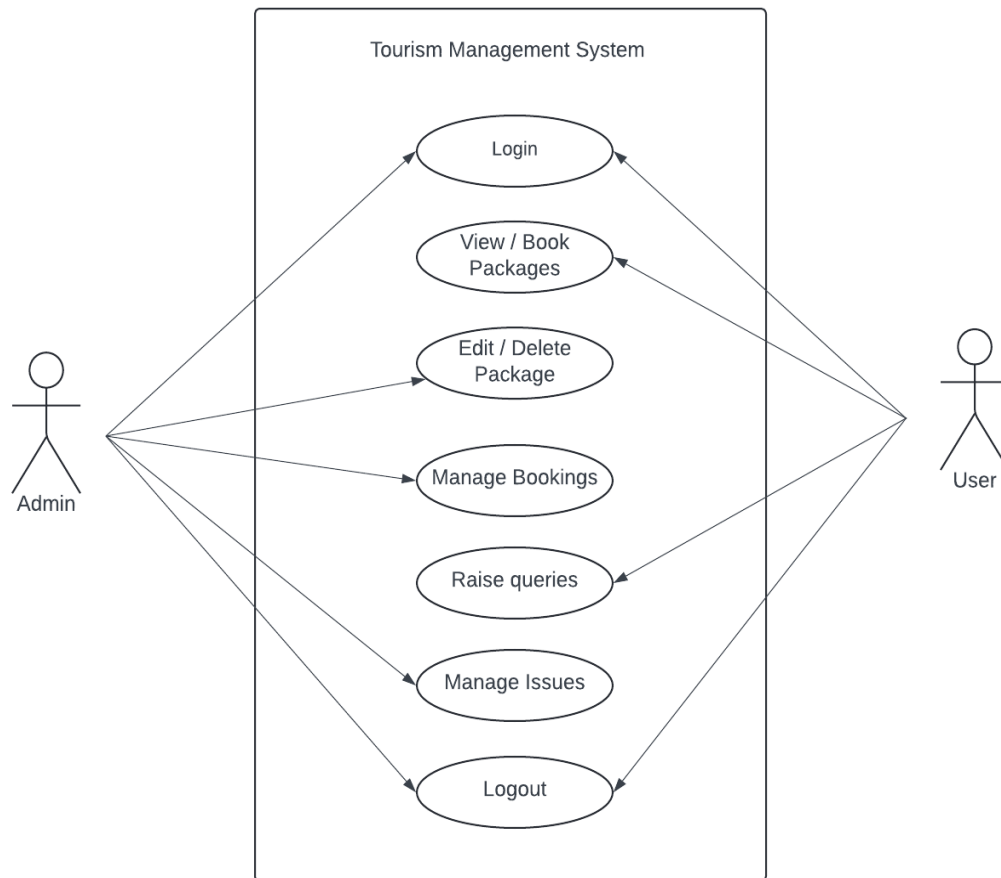 Tourism Management System
Login
View / Book
Packages
Edit / Delete
Package
Manage Bookings
Raise queries
Manage Issues
Logout
Admin
User